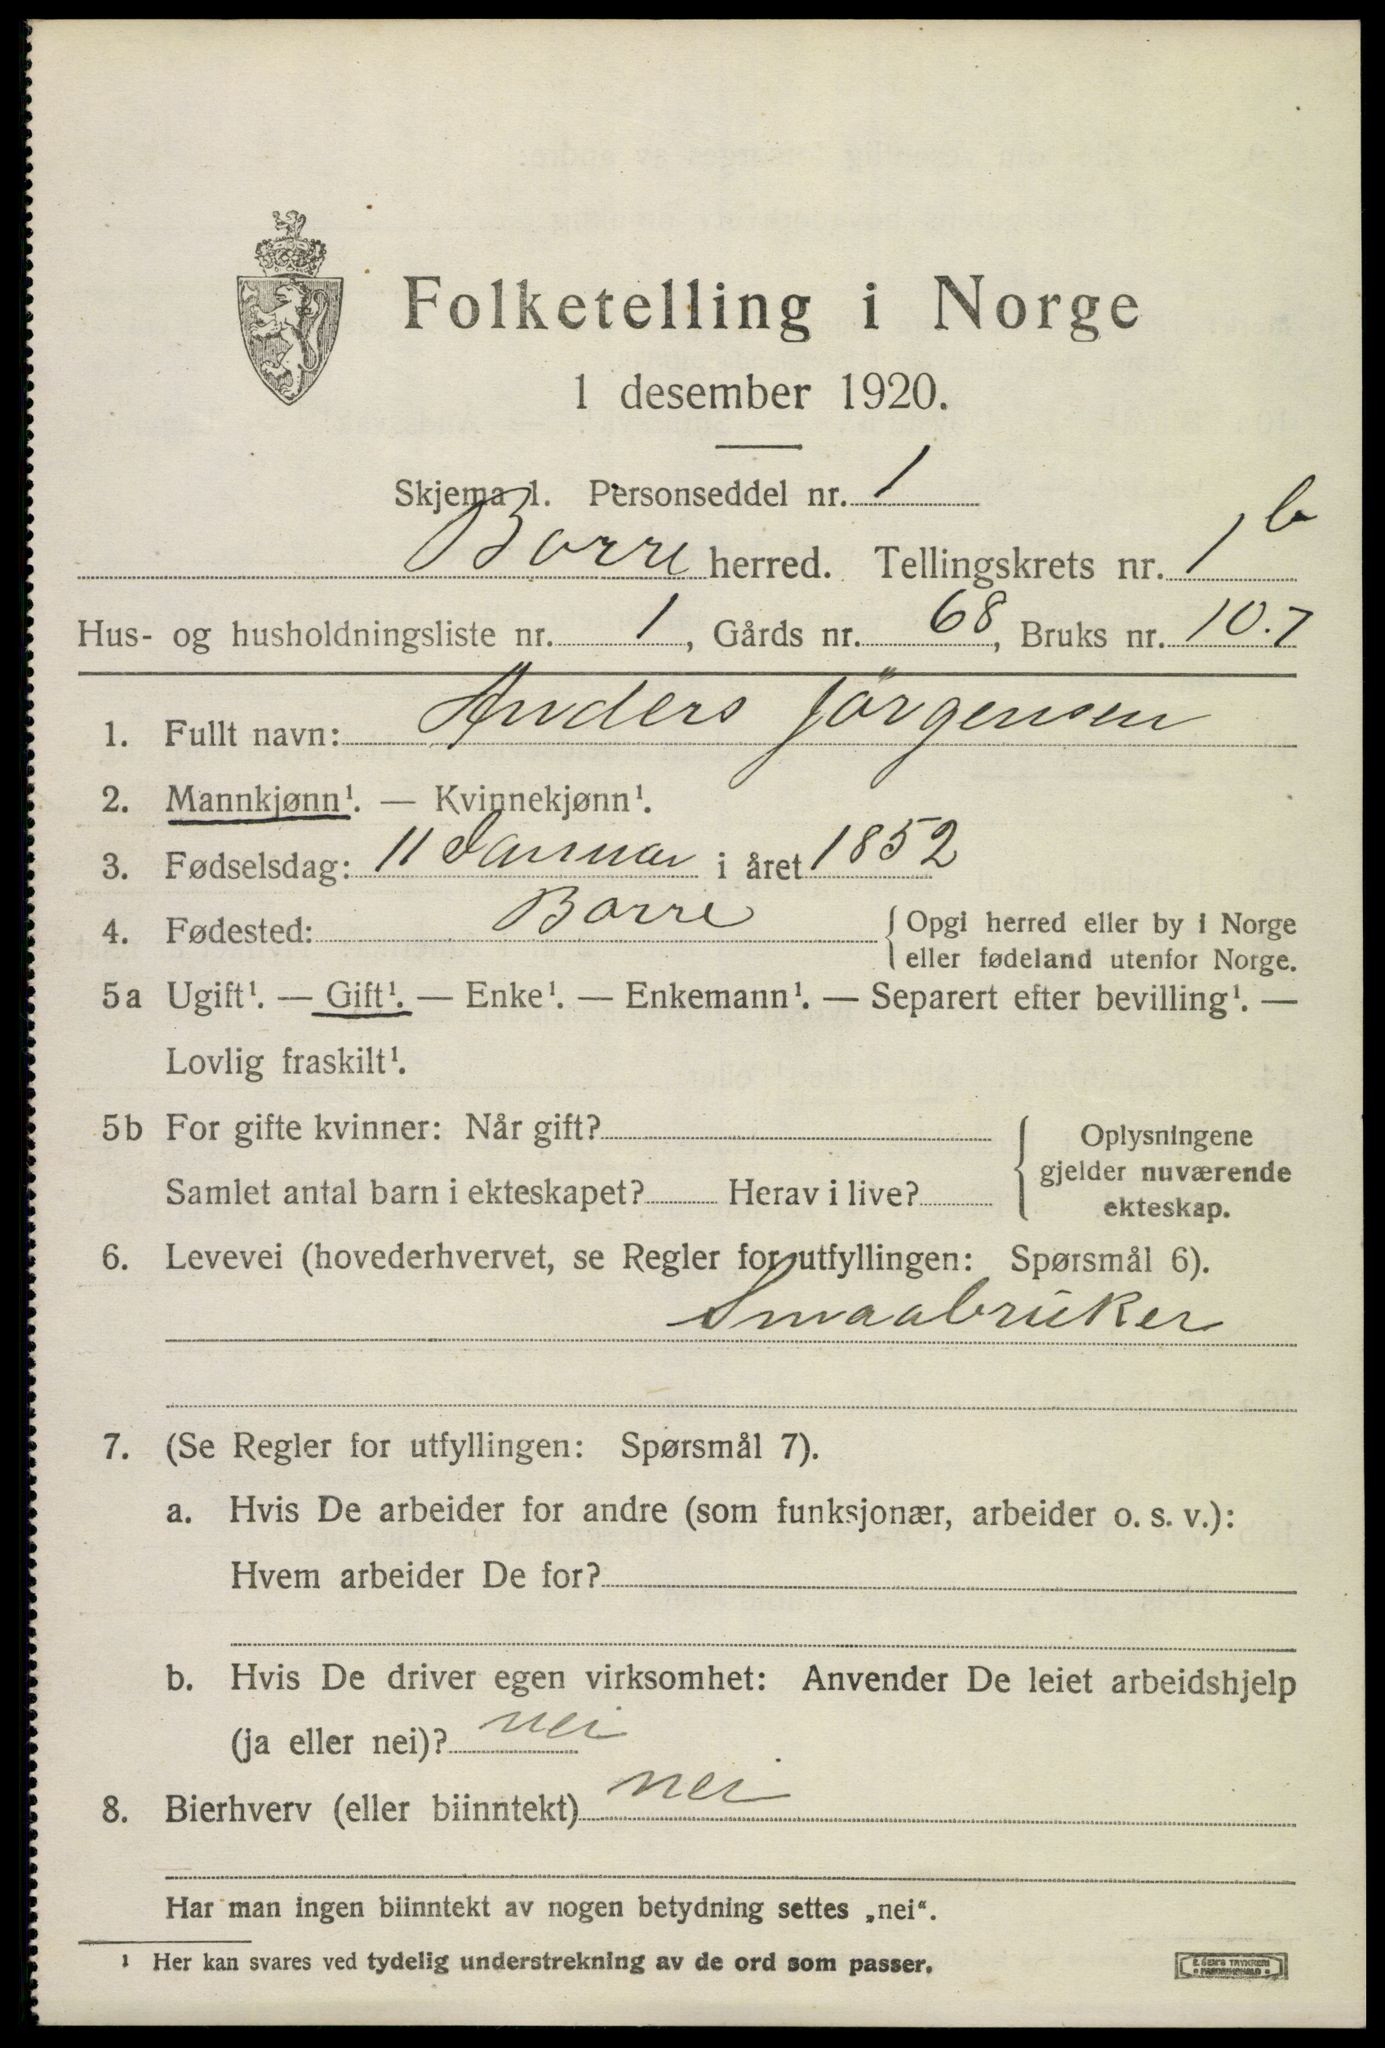 Folketelling i Norge
1 desember 1920.
Skjema 1. Personseddel nr. 1
Borre herred. Tellingskrets nr. 1 b
Hus- og husholdningsliste nr. 1, Gårds nr. 68, Bruks nr. 10.7
1. Fullt navn: Anders Jörgensen
2. Mannkjønn¹. — Kvinnekjønn¹.
3. Fødselsdag: 11 Januar i året 1852
4. Fødested: Borre { Opgi herred eller by i Norge
eller fødeland utenfor Norge.
5a Ugift¹. — Gift¹. — Enke¹. — Enkemann¹. — Separert efter bevilling¹. —
Lovlig fraskilt¹.
5b For gifte kvinner: Når gift? { Oplysningene
gjelder nuværende
Samlet antal barn i ekteskapet? Herav i live? ekteskap.
6. Levevei (hovederhvervet, se Regler for utfyllingen: Spørsmål 6).
Smaabruker
7. (Se Regler for utfyllingen: Spørsmål 7).
a. Hvis De arbeider for andre (som funksjonær, arbeider o. s. v.):
Hvem arbeider De for?
b. Hvis De driver egen virksomhet: Anvender De leiet arbeidshjelp
(ja eller nei)? nei
8. Bierhverv (eller biinntekt) nei
Har man ingen biinntekt av nogen betydning settes „nei“.
¹ Her kan svares ved tydelig understrekning av de ord som passer.